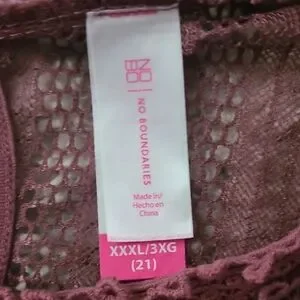 NO
BO
NO BOUNDARIES
Made in/
Hecho en
China
XXXL/3XG
(21)